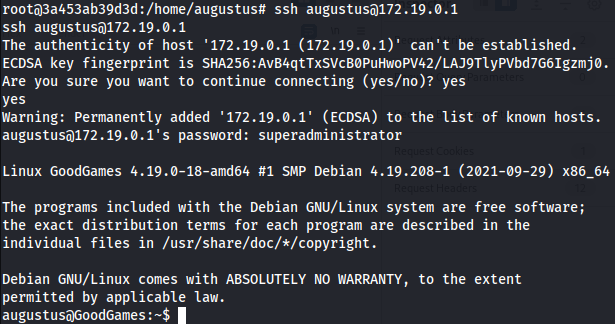 root@3a453ab39d3d:/home/augustus# ssh augustus@172.19.0.1
ssh augustus@172.19.0.1
The authenticity of host '172.19.0.1 (172.19.0.1)' can't be established.
ECDSA key fingerprint is SHA256:AvB4qtTxSVcB0PuHwoPV42/LAJ9TlyPVbd7G6Igzmj0.
Are you sure you want to continue connecting (yes/no)? yes
yes
Warning: Permanently added '172.19.0.1' (ECDSA) to the list of known hosts.
augustus@172.19.0.1's password: superadministrator
Linux GoodGames 4.19.0-18-amd64 #1 SMP Debian 4.19.208-1 (2021-09-29) x86_64
The programs included with the Debian GNU/Linux system are free software;
the exact distribution terms for each program are described in the
individual files in /usr/share/doc/*/copyright.
Debian GNU/Linux comes with ABSOLUTELY NO WARRANTY, to the extent
permitted by applicable law.
augustus@GoodGames:~$
Request Cookies
Request Headers